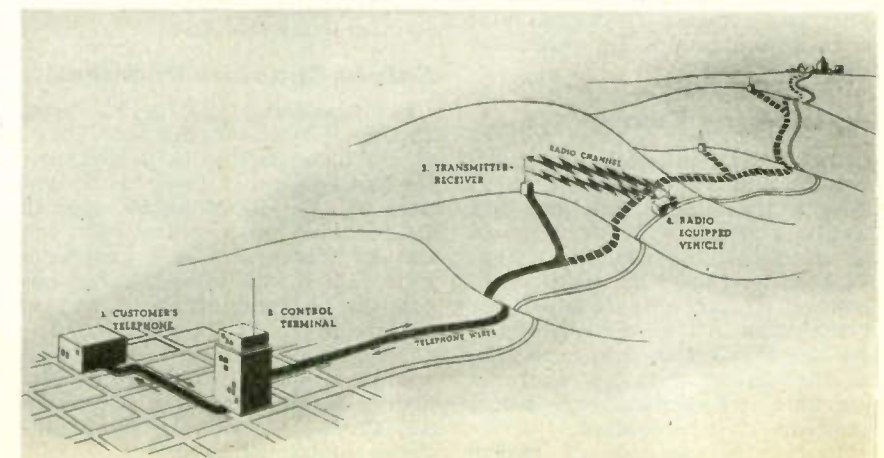 1. CUSTOMER'S
TELEPHONE
2. CONTROL
TERMINAL
TELEPHONE WIRES
3. TRANSMITTER-
RECEIVER
RADIO CHANNEL
4. RADIO
EQUIPPED
VEHICLE